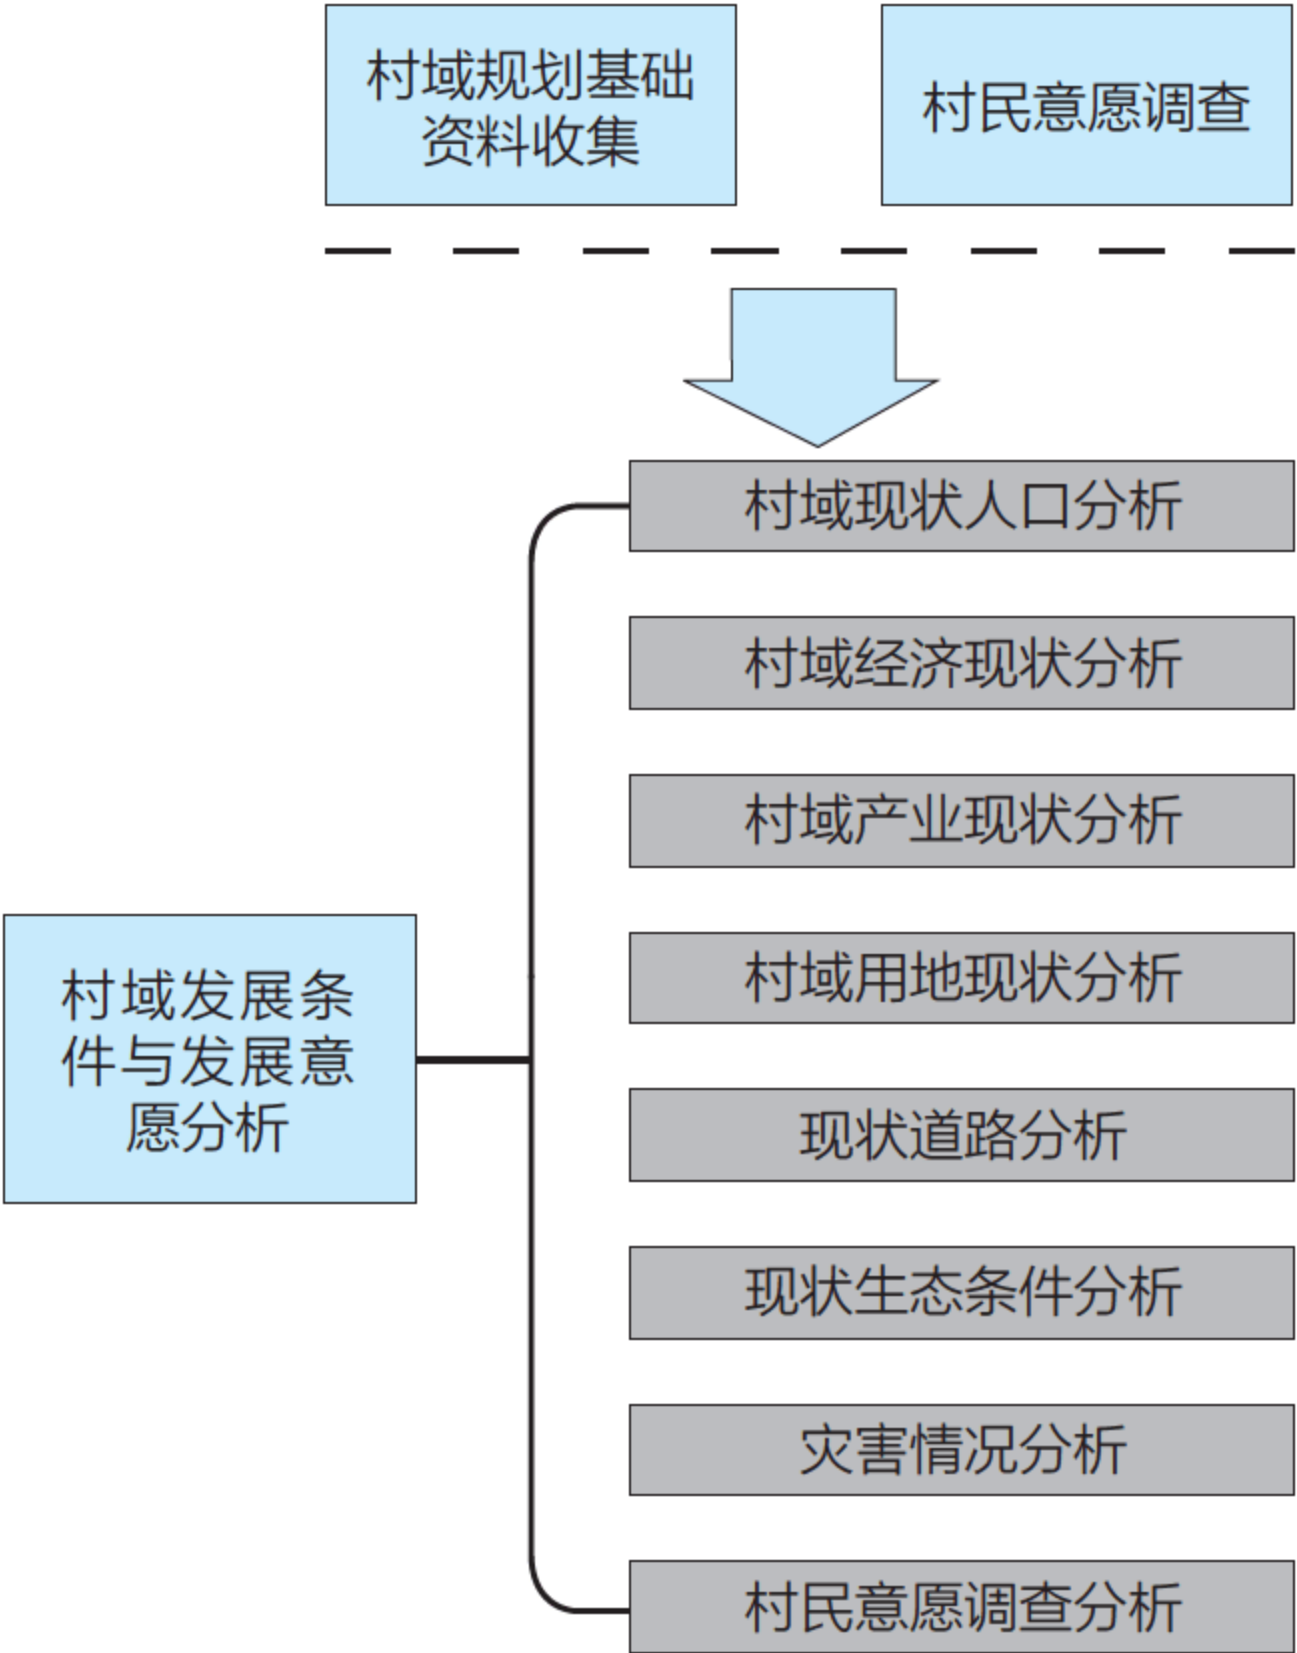 村域规划基础
资料收集
村民意愿调查
村域现状人口分析
村域经济现状分析
村域产业现状分析
村域用地现状分析
村域发展条
件与发展意
愿分析
现状道路分析
现状生态条件分析
灾害情况分析
村民意愿调查分析